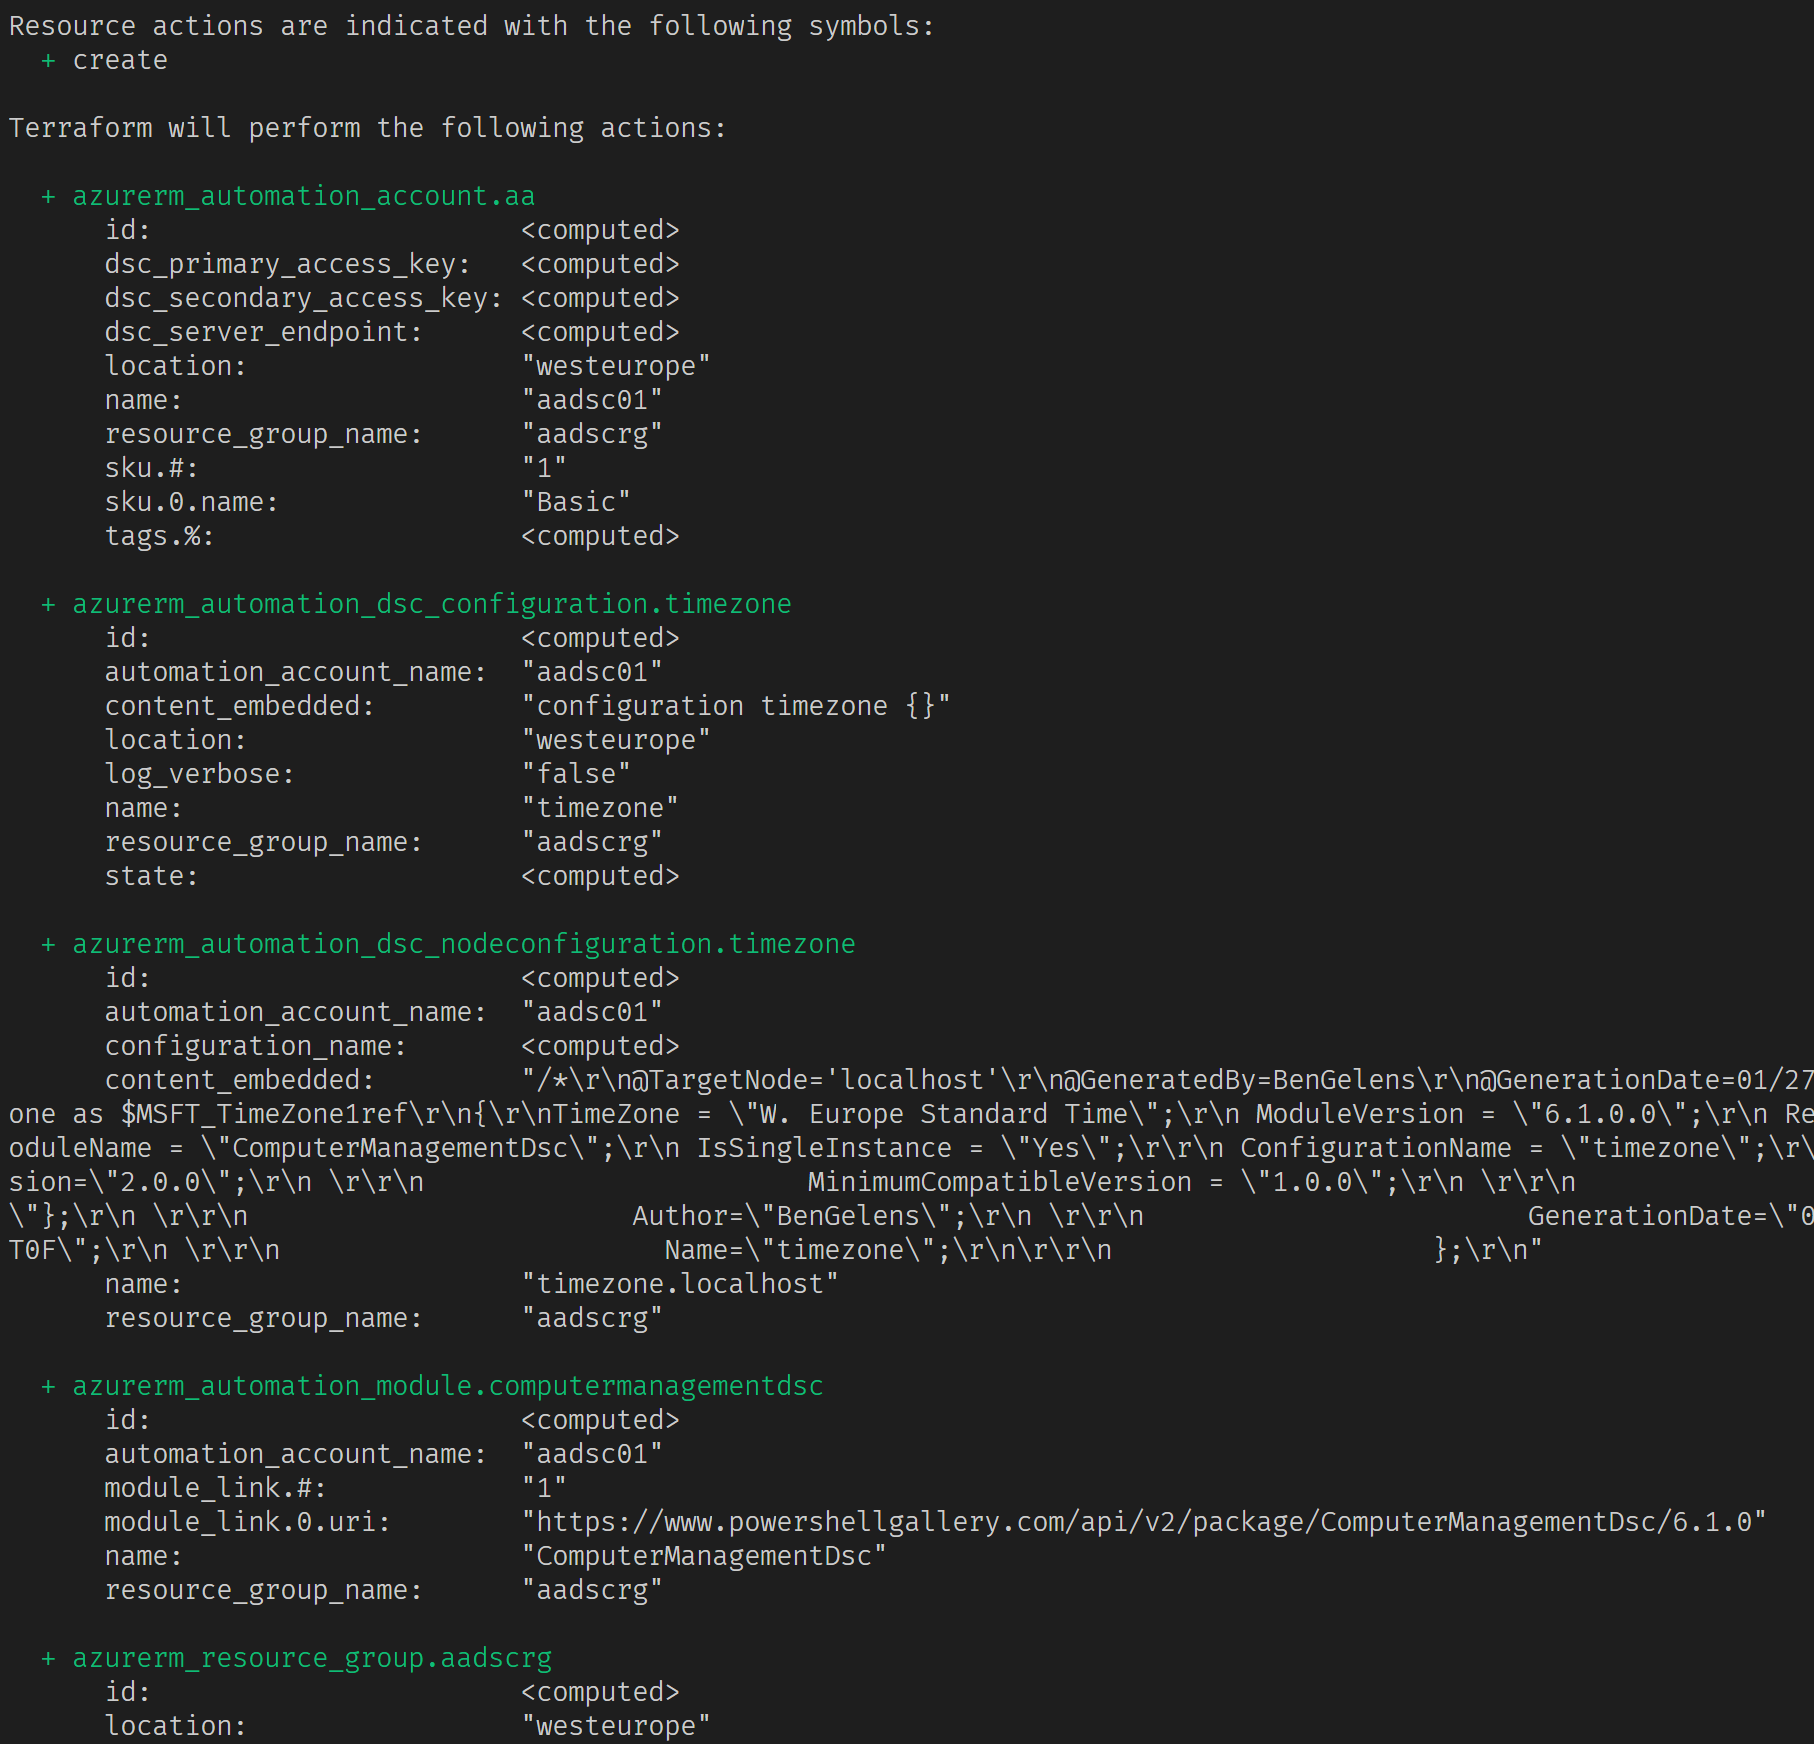 Resource actions are indicated with the following symbols:
  + create

Terraform will perform the following actions:

  + azurerm_automation_account.aa
      id:                       <computed>
      dsc_primary_access_key:   <computed>
      dsc_secondary_access_key: <computed>
      dsc_server_endpoint:      <computed>
      location:                 "westeurope"
      name:                     "aadsc01"
      resource_group_name:      "aadscrg"
      sku.#:                    "1"
      sku.0.name:               "Basic"
      tags.%:                   <computed>

  + azurerm_automation_dsc_configuration.timezone
      id:                       <computed>
      automation_account_name:  "aadsc01"
      content_embedded:         "configuration timezone {}"
      location:                 "westeurope"
      log_verbose:              "false"
      name:                     "timezone"
      resource_group_name:      "aadscrg"
      state:                    <computed>

  + azurerm_automation_dsc_nodeconfiguration.timezone
      id:                       <computed>
      automation_account_name:  "aadsc01"
      configuration_name:       <computed>
      content_embedded:         "/*\r\n@TargetNode='localhost'\r\n@GeneratedBy=BenGelens\r\n@GenerationDate=01/27
one as $MSFT_TimeZone1ref\r\n{\r\nTimeZone = \"W. Europe Standard Time\";\r\n ModuleVersion = \"6.1.0.0\";\r\n Re
oduleName = \"ComputerManagementDsc\";\r\n IsSingleInstance = \"Yes\";\r\r\n ConfigurationName = \"timezone\";\r\
sion=\"2.0.0\";\r\n \r\r\n                        MinimumCompatibleVersion = \"1.0.0\";\r\n \r\r\n
\"};\r\n \r\r\n                        Author=\"BenGelens\";\r\n \r\r\n                        GenerationDate=\"0
T0F\";\r\n \r\r\n                        Name=\"timezone\";\r\n\r\r\n                    };\r\n"
      name:                     "timezone.localhost"
      resource_group_name:      "aadscrg"

  + azurerm_automation_module.computermanagementdsc
      id:                       <computed>
      automation_account_name:  "aadsc01"
      module_link.#:            "1"
      module_link.0.uri:        "https://www.powershellgallery.com/api/v2/package/ComputerManagementDsc/6.1.0"
      name:                     "ComputerManagementDsc"
      resource_group_name:      "aadscrg"

  + azurerm_resource_group.aadscrg
      id:                       <computed>
      location:                 "westeurope"